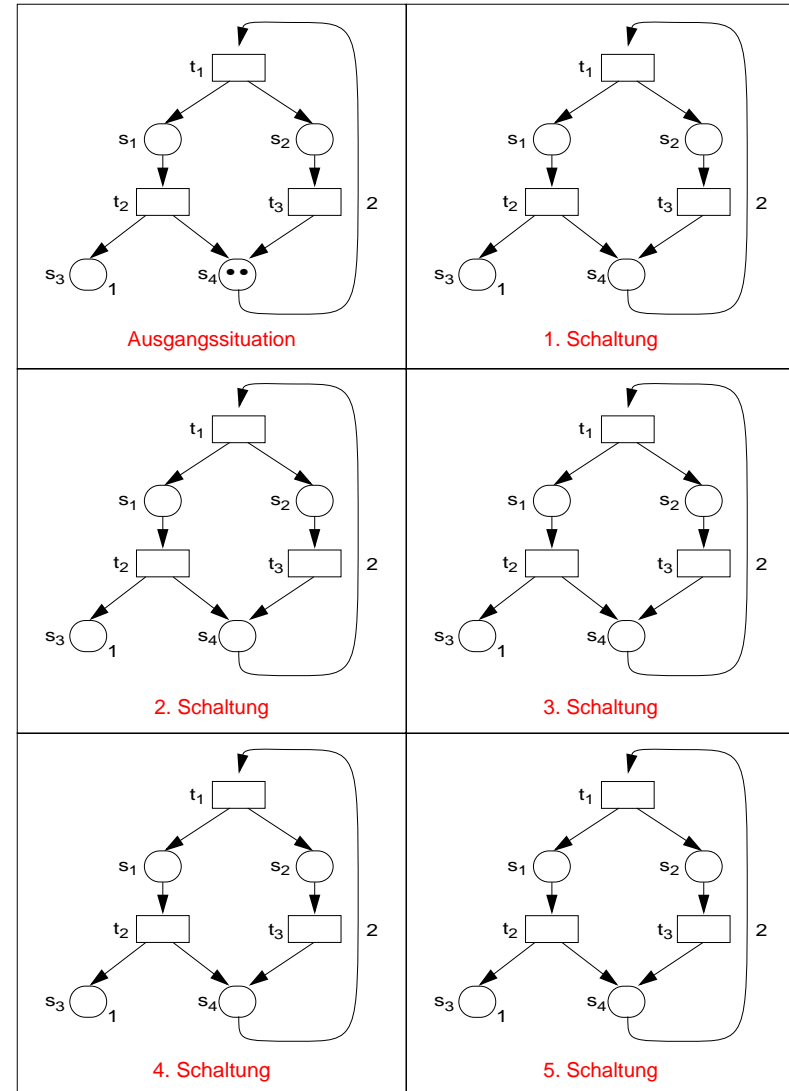 t1
s1 s2
t2 t3 2
s3 1 s4
Ausgangssituation
t1
s1 s2
t2 t3 2
s3 1 s4
1. Schaltung
t1
s1 s2
t2 t3 2
s3 1 s4
2. Schaltung
t1
s1 s2
t2 t3 2
s3 1 s4
3. Schaltung
t1
s1 s2
t2 t3 2
s3 1 s4
4. Schaltung
t1
s1 s2
t2 t3 2
s3 1 s4
5. Schaltung